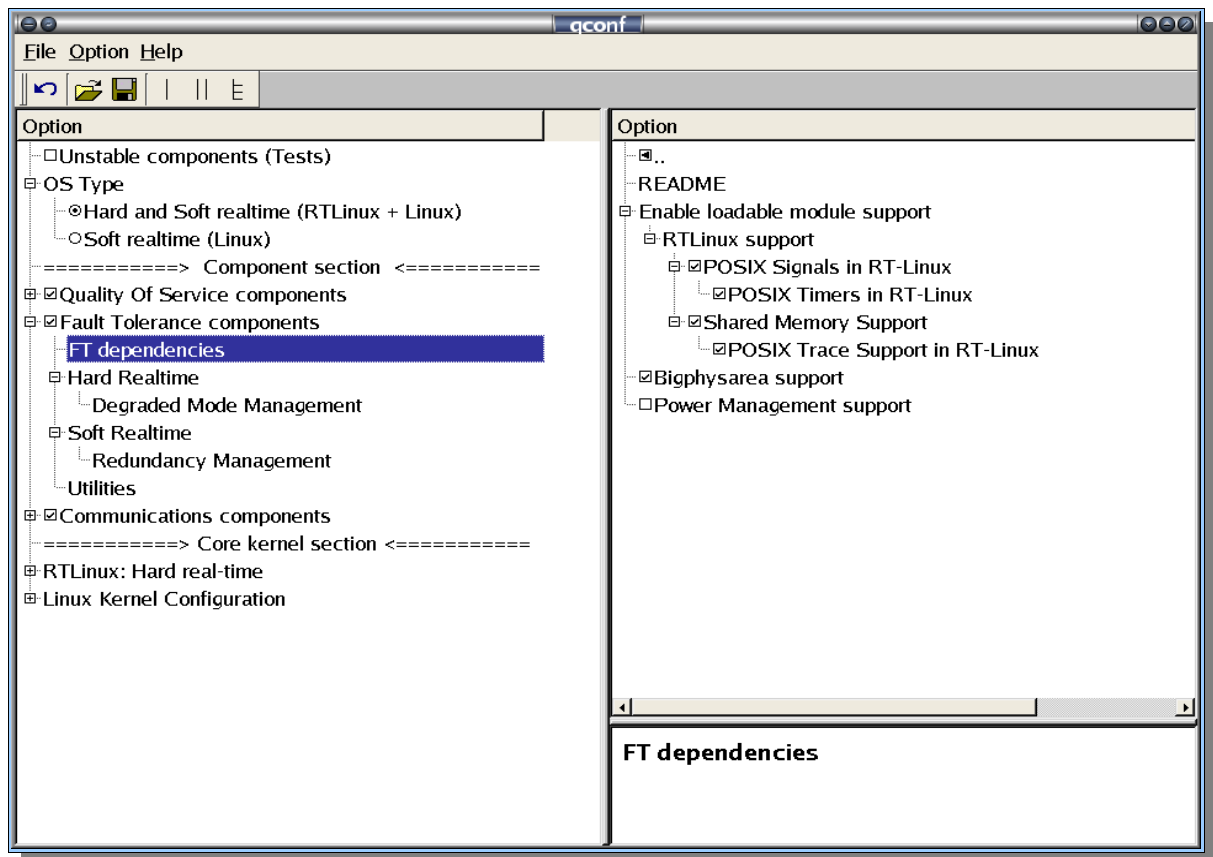 qconf
File Option Help
Option
Unstable components (Tests)
OS Type
Hard and Soft realtime (RTLinux + Linux)
Soft realtime (Linux)
===========> Component section <===========
Quality Of Service components
Fault Tolerance components
FT dependencies
Hard Realtime
Degraded Mode Management
Soft Realtime
Redundancy Management
Utilities
Communications components
===========> Core kernel section <===========
RTLinux: Hard real-time
Linux Kernel Configuration
Option
..
README
Enable loadable module support
RTLinux support
POSIX Signals in RT-Linux
POSIX Timers in RT-Linux
Shared Memory Support
POSIX Trace Support in RT-Linux
Bigphysarea support
Power Management support
FT dependencies